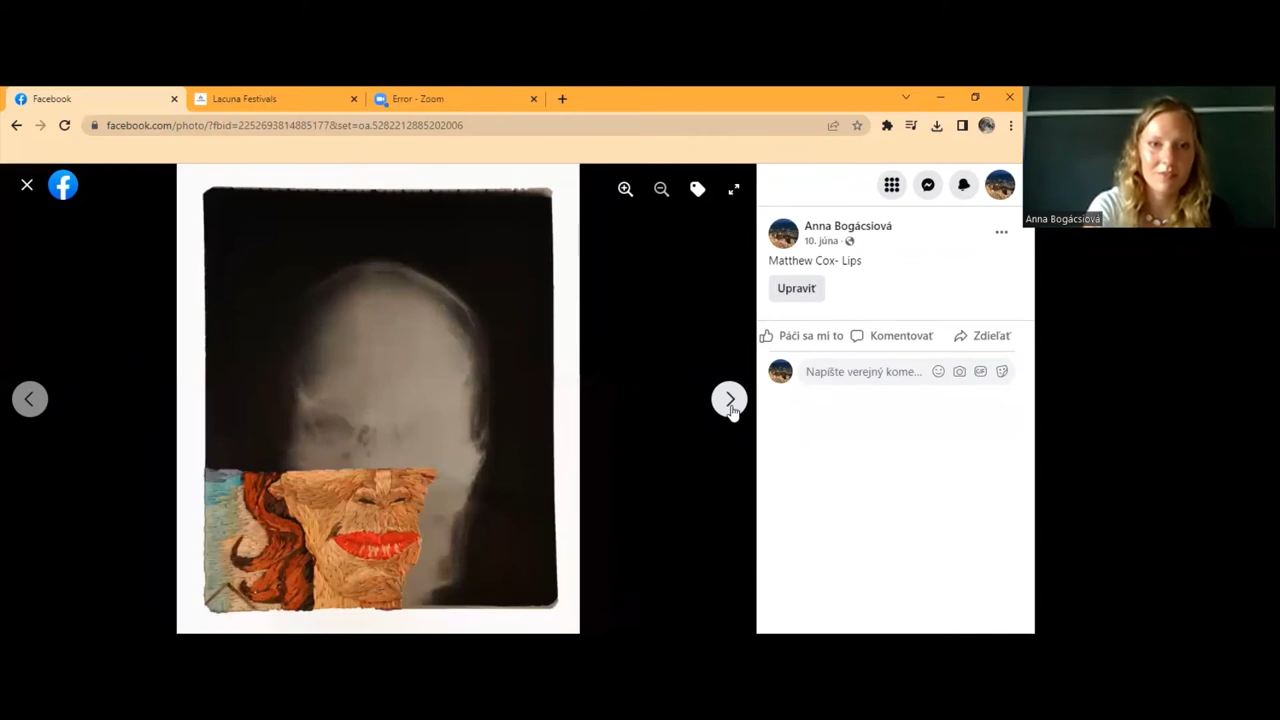 Facebook
Lacuna Festivals
Error - Zoom
facebook.com/photo/?fbid=2252693814885177&set=oa.5282212885202006
Anna Bogácsiová
10. júna
Matthew Cox- Lips
Upraviť
Páči sa mi to
Komentovať
Zdieľať
Napíšte verejný kome...
GIF
Anna Bogácsiová